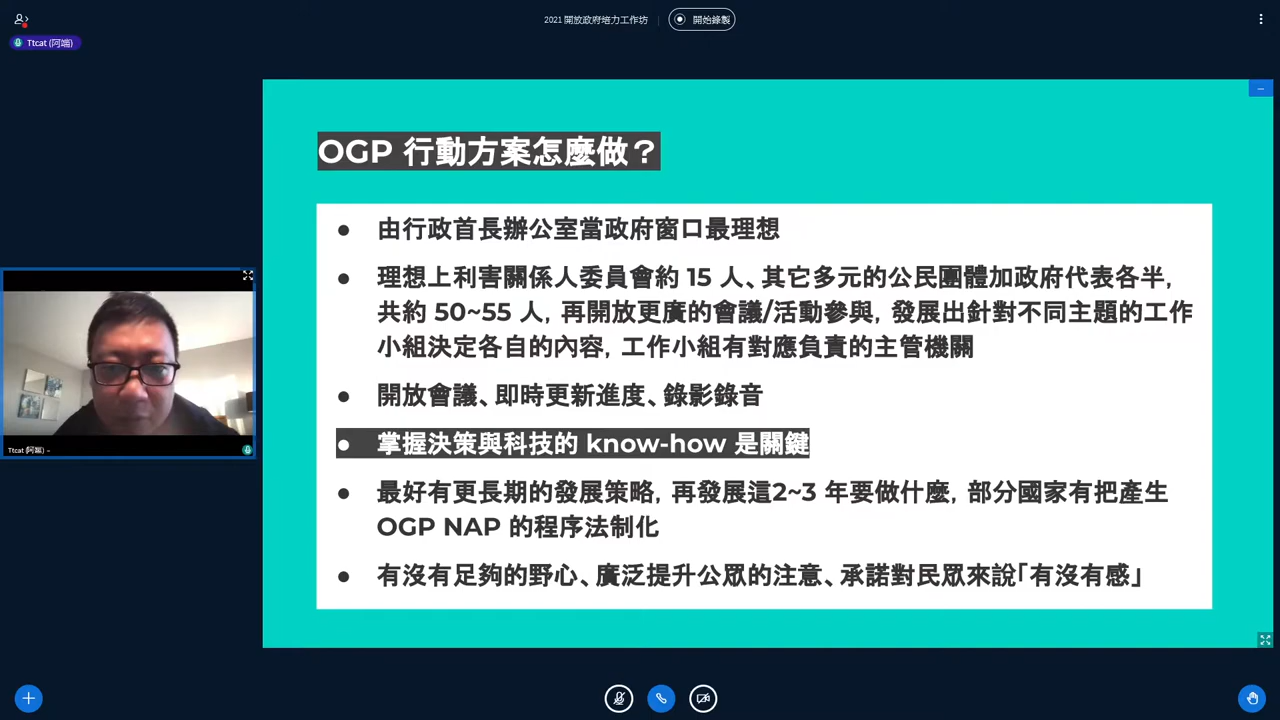 2021 開放政府培力工作坊
開始錄製
Ttcat (阿端)
OGP 行動方案怎麼做？
● 由行政首長辦公室當政府窗口最理想
● 理想上利害關係人委員會約 15 人、其它多元的公民團體加政府代表各半，
共約 50~55 人，再開放更廣的會議/活動參與，發展出針對不同主題的工作
小組決定各自的內容，工作小組有對應負責的主管機關
● 開放會議、即時更新進度、錄影錄音
● 掌握決策與科技的 know-how 是關鍵
● 最好有更長期的發展策略，再發展這2~3 年要做什麼，部分國家有把產生
OGP NAP 的程序法制化
● 有沒有足夠的野心、廣泛提升公眾的注意、承諾對民眾來說「有沒有感」
Ttcat (阿端)